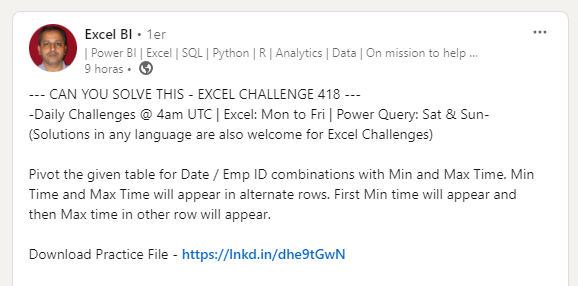 Excel BI • 1er
| Power BI | Excel | SQL | Python | R | Analytics | Data | On mission to help ...
9 horas •
--- CAN YOU SOLVE THIS - EXCEL CHALLENGE 418 ---
-Daily Challenges @ 4am UTC | Excel: Mon to Fri | Power Query: Sat & Sun-
(Solutions in any language are also welcome for Excel Challenges)
Pivot the given table for Date / Emp ID combinations with Min and Max Time. Min
Time and Max Time will appear in alternate rows. First Min time will appear and
then Max time in other row will appear.
Download Practice File - https://lnkd.in/dhe9tGwN